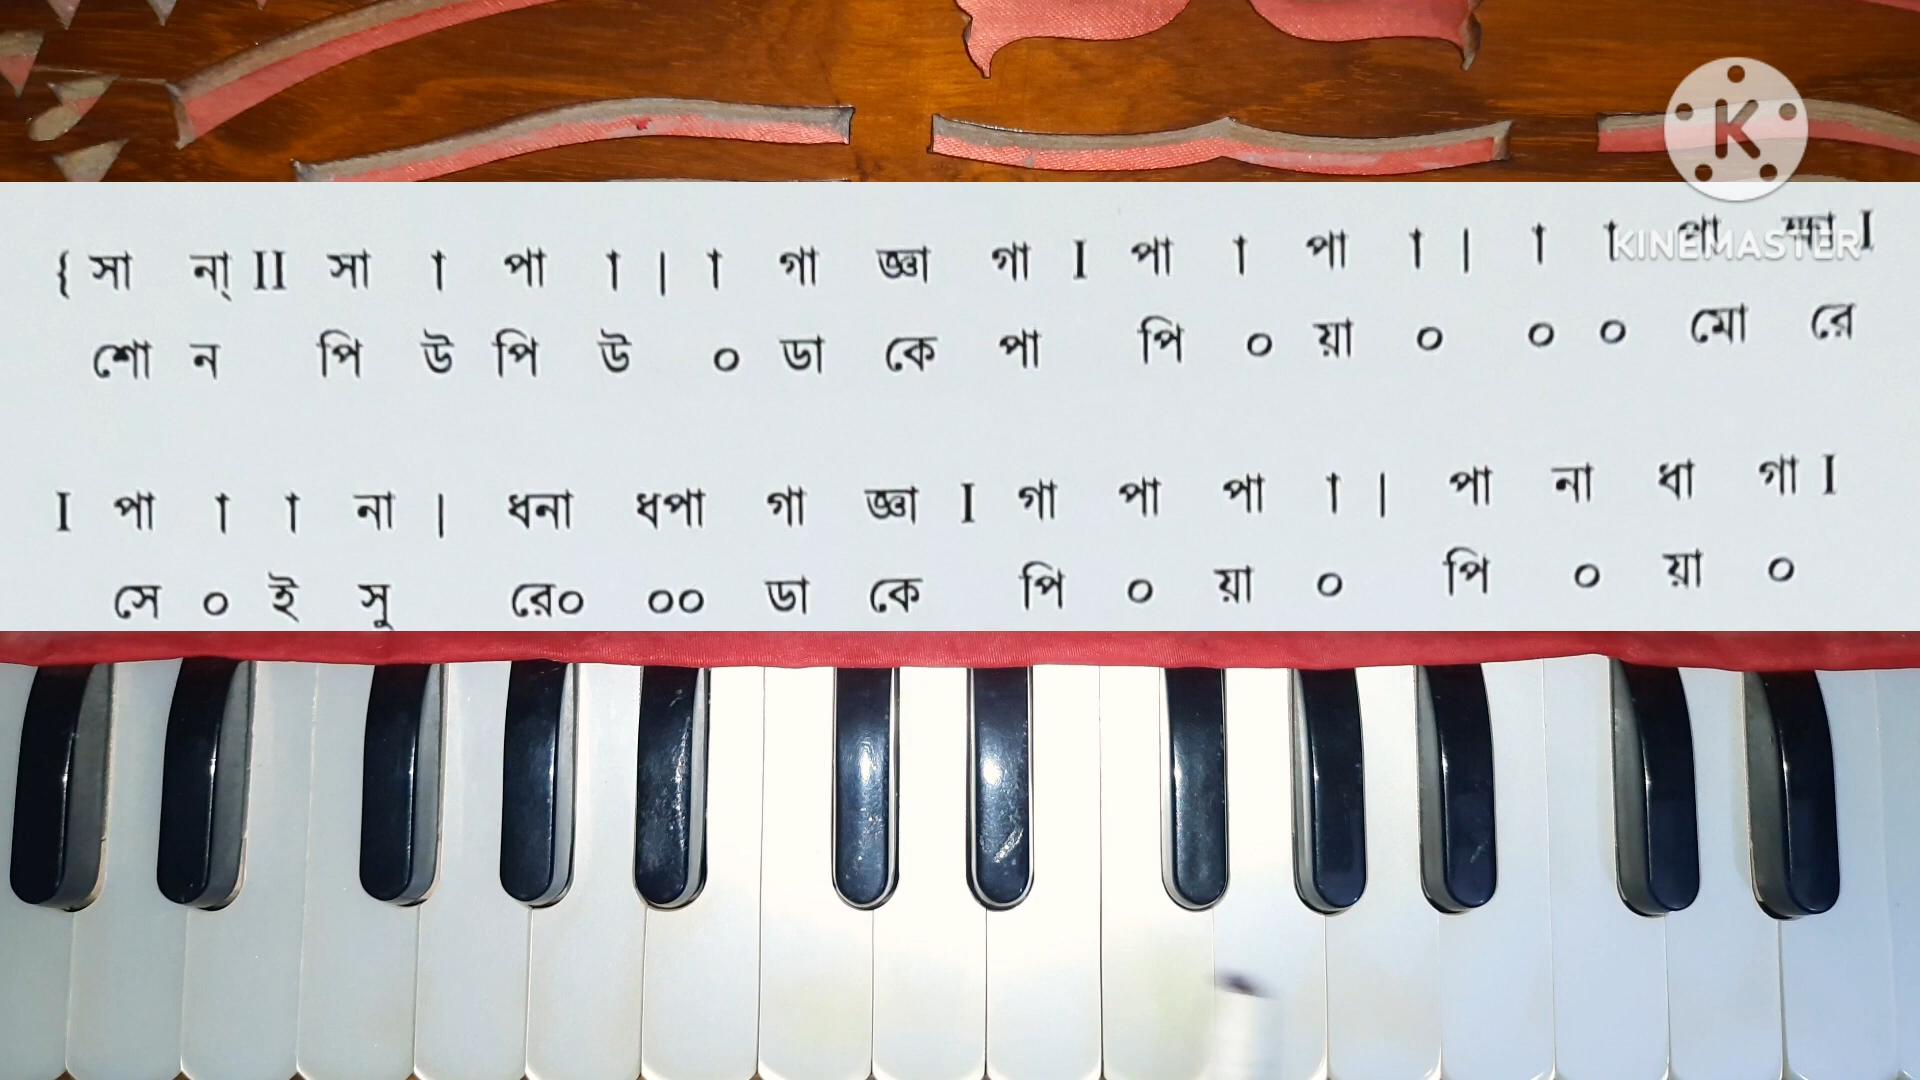 K
KINEMASTER
{ সা না্ II সা া পা া | া গা জ্ঞা গা I পা া পা া | া া পা I
শো ন পি উ পি উ ০ ডা কে পা পি ০ য়া ০ ০ ০ মো রে
I পা া া না | ধনা ধপা গা জ্ঞা I গা পা পা া | পা না ধা গা I
সে ০ ই সু রে০ ০০ ডা কে পি ০ য়া ০ পি ০ য়া ০